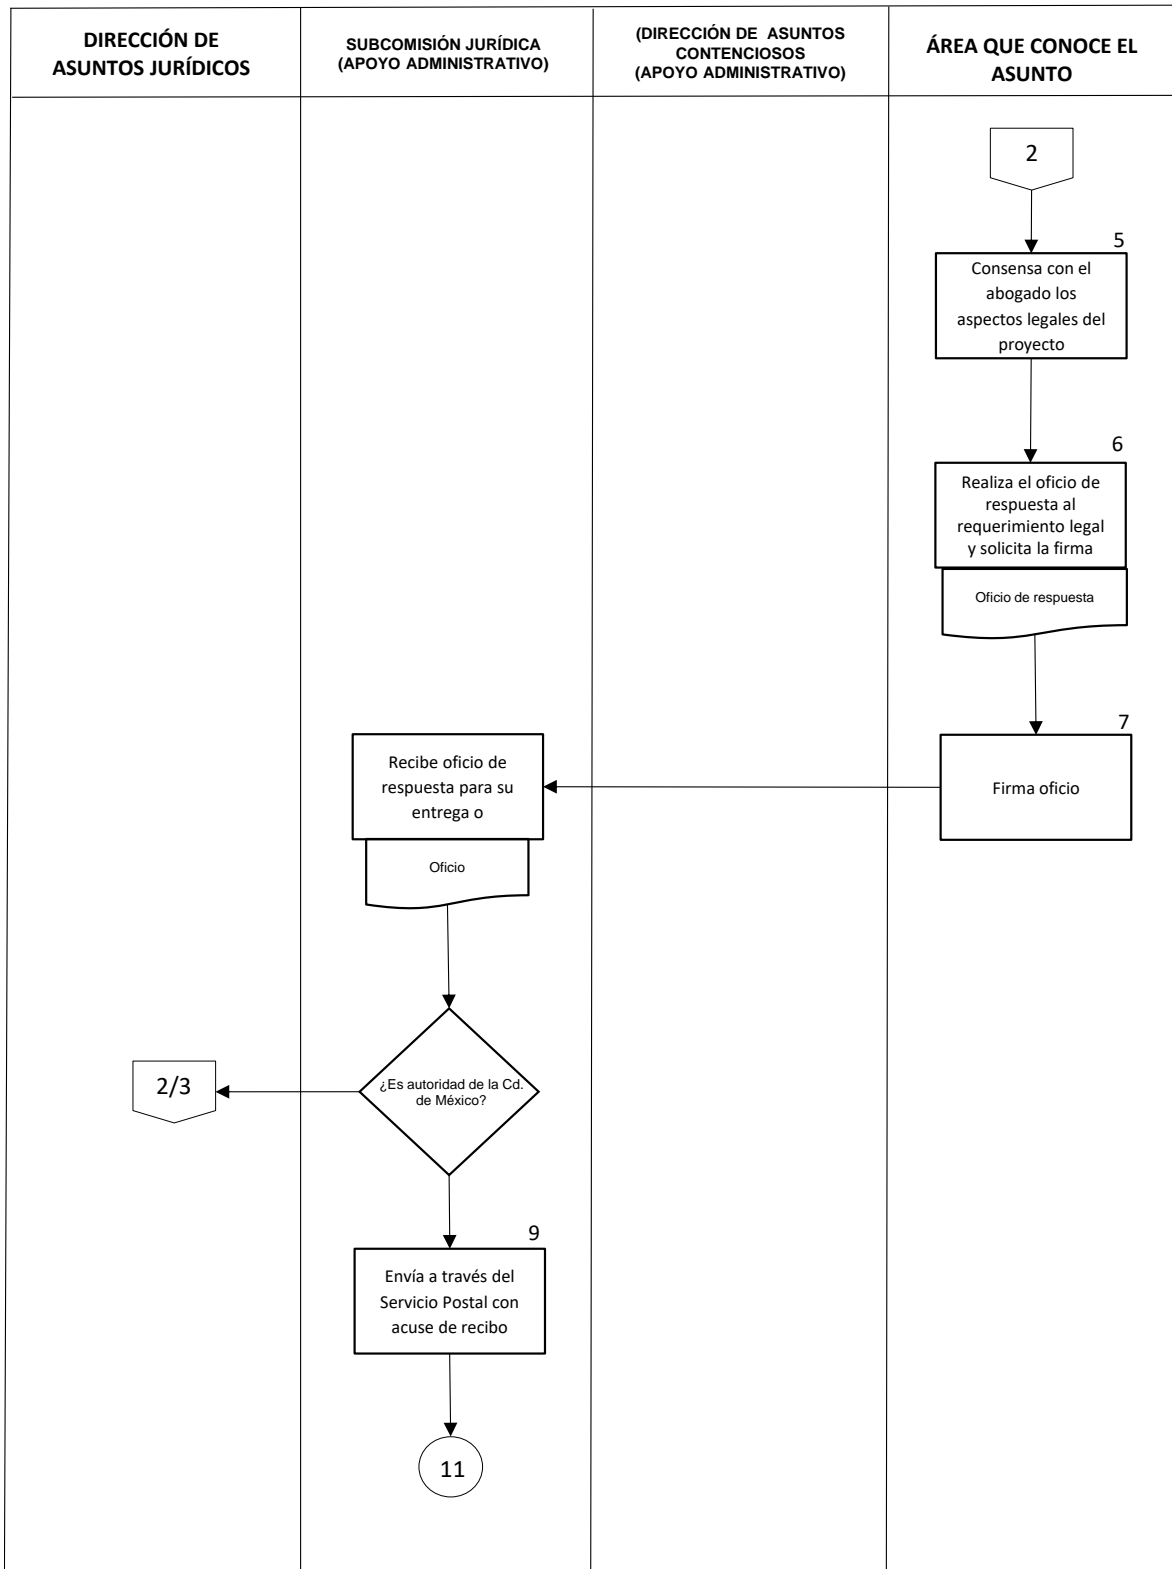 DIRECCIÓN DE
ASUNTOS JURÍDICOS
SUBCOMISIÓN JURÍDICA
(APOYO ADMINISTRATIVO)
(DIRECCIÓN DE ASUNTOS
CONTENCIOSOS
(APOYO ADMINISTRATIVO)
ÁREA QUE CONOCE EL
ASUNTO
2
5
Consensa con el
abogado los
aspectos legales del
proyecto
6
Realiza el oficio de
respuesta al
requerimiento legal
y solicita la firma
Oficio de respuesta
7
Firma oficio
Recibe oficio de
respuesta para su
entrega o
Oficio
¿Es autoridad de la Cd.
de México?
2/3
9
Envía a través del
Servicio Postal con
acuse de recibo
11